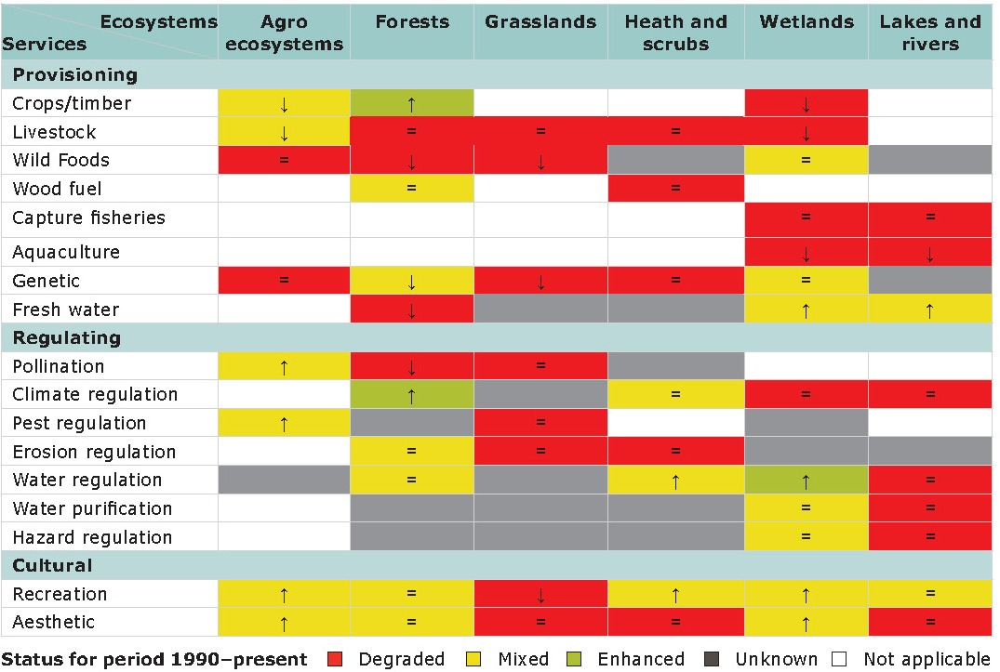 Ecosystems Agro ecosystems Forests Grasslands Heath and scrubs Wetlands Lakes and rivers
Services
Provisioning
Crops/timber ↓ ↑ ↓
Livestock ↓ = = = ↓
Wild Foods = ↓ ↓ =
Wood fuel = =
Capture fisheries = =
Aquaculture ↓ ↓
Genetic = ↓ ↓ = =
Fresh water ↓ ↑ ↑
Regulating
Pollination ↑ ↓ =
Climate regulation ↑ = = =
Pest regulation ↑ =
Erosion regulation = = =
Water regulation = ↑ ↑ =
Water purification = =
Hazard regulation = =
Cultural
Recreation ↑ = ↓ ↑ ↑ =
Aesthetic ↑ = = = ↑ =
Status for period 1990–present Degraded Mixed Enhanced Unknown Not applicable